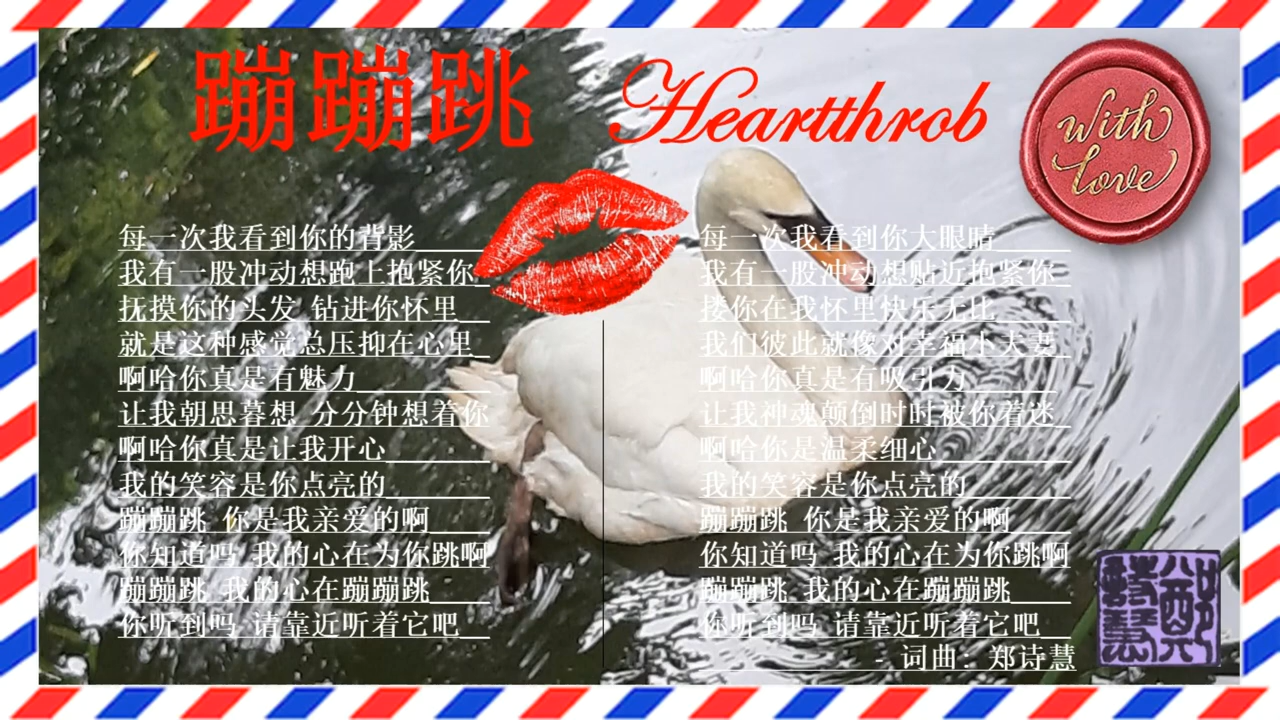 蹦蹦跳 Heartthrob
With
Love
每一次我看到你的背影
我有一股冲动想跑上抱紧你
抚摸你的头发 钻进你怀里
就是这种感觉总压抑在心里
啊哈你真是有魅力
让我朝思暮想 分分钟想着你
啊哈你真是让我开心
我的笑容是你点亮的
蹦蹦跳 你是我亲爱的啊
你知道吗 我的心在为你跳啊
蹦蹦跳 我的心在蹦蹦跳
你听到吗 请靠近听着它吧
每一次我看到你大眼睛
我有一股冲动想贴近抱紧你
搂你在我怀里快乐无比
我们彼此就像对幸福小夫妻
啊哈你真是有吸引力
让我神魂颠倒时时被你着迷
啊哈你是温柔细心
我的笑容是你点亮的
蹦蹦跳 你是我亲爱的啊
你知道吗 我的心在为你跳啊
蹦蹦跳 我的心在蹦蹦跳
你听到吗 请靠近听着它吧
- 词曲：郑诗慧
鄭詩慧